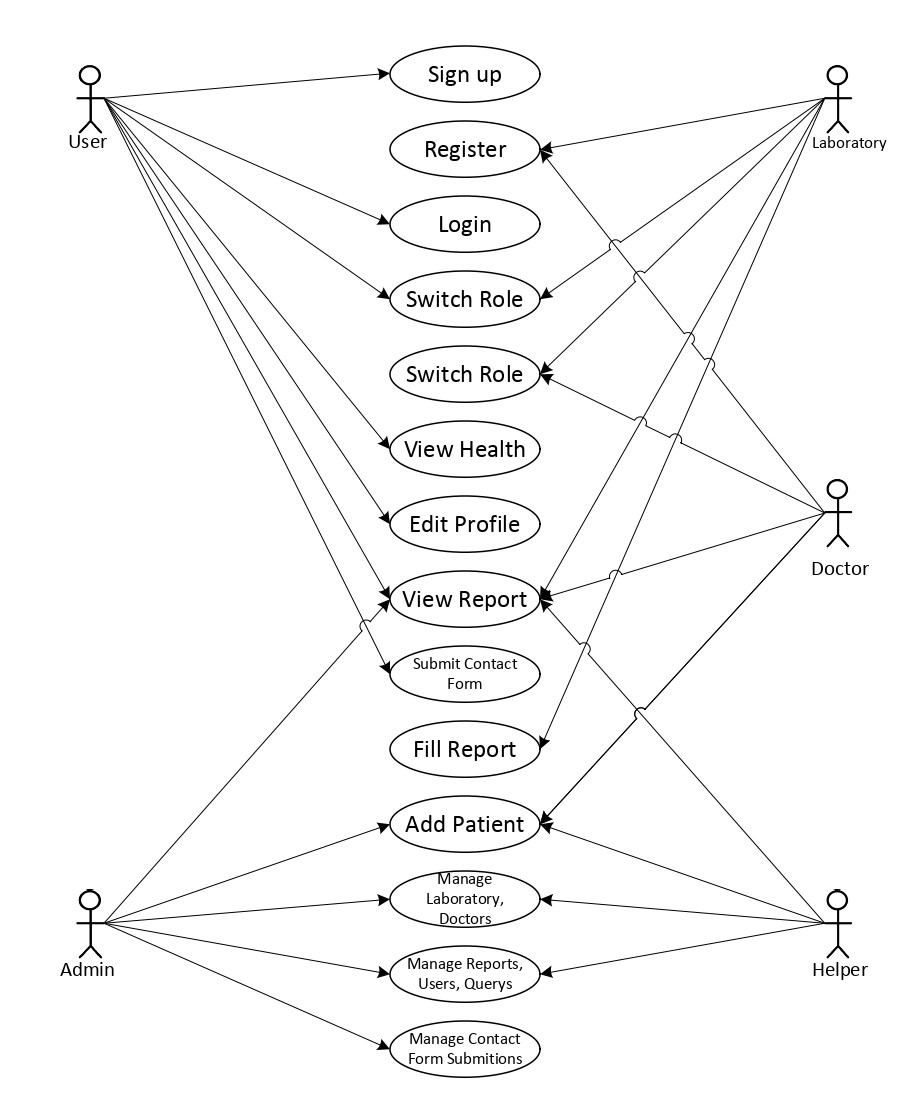 Sign up
User
Laboratory
Register
Login
Switch Role
Switch Role
View Health
Edit Profile
Doctor
View Report
Submit Contact
Form
Fill Report
Add Patient
Manage
Laboratory,
Doctors
Admin
Helper
Manage Reports,
Users, Querys
Manage Contact
Form Submitions